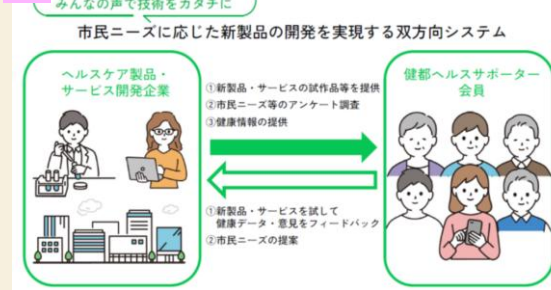 みんなの声で技術をカタチに
市民ニーズに応じた新製品の開発を実現する双方向システム
ヘルスケア製品・
サービス開発企業
①新製品・サービスの試作品等を提供
②市民ニーズ等のアンケート調査
③健康情報の提供
健都ヘルスサポーター
会員
①新製品・サービスを試して
健康データ・意見をフィードバック
②市民ニーズの提案